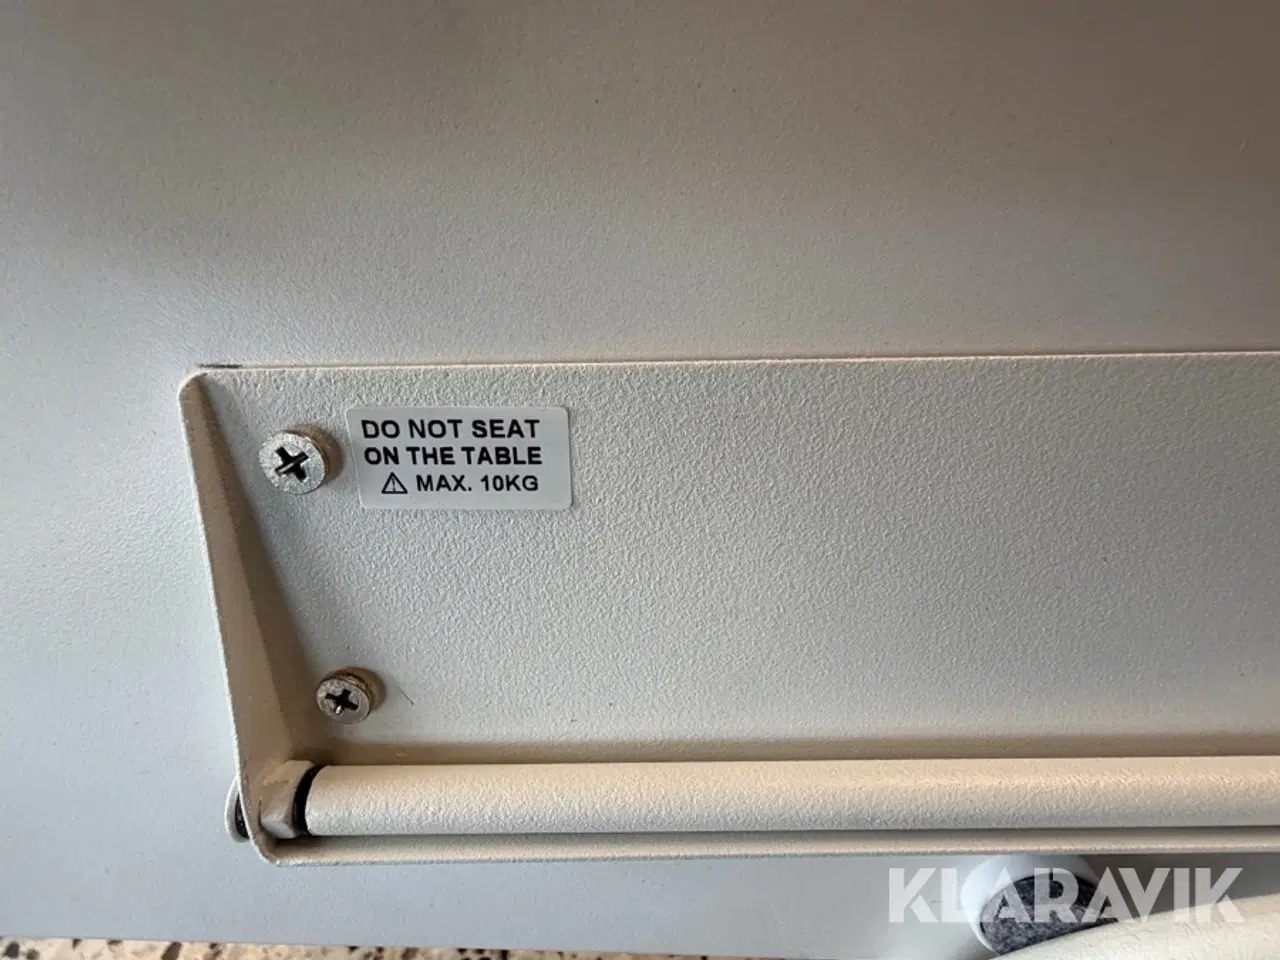 DO NOT SEAT
ON THE TABLE
⚠ MAX. 10KG
KLARAVIK